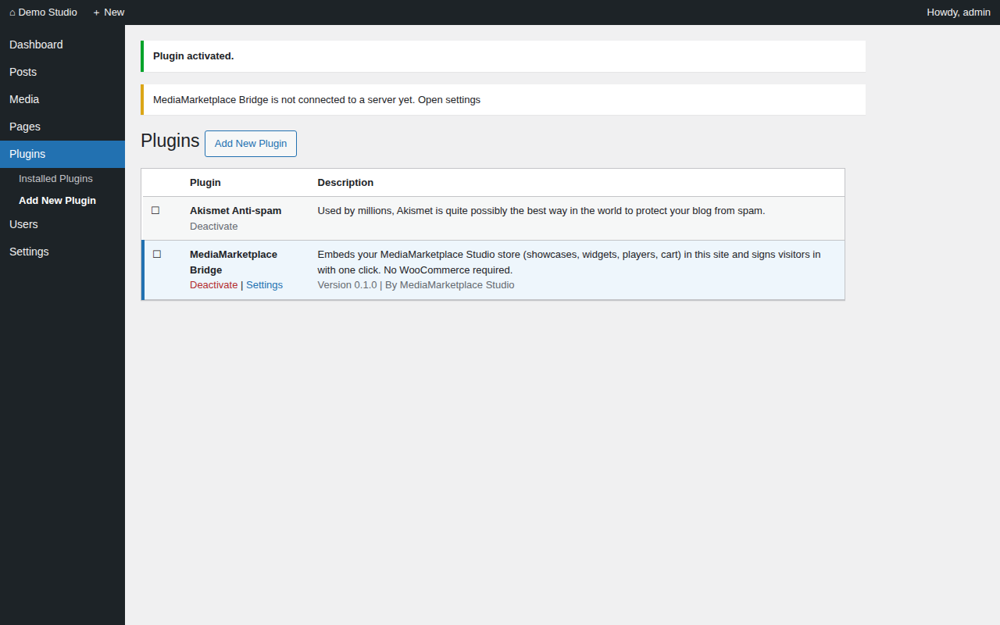 ⌂ Demo Studio + New Howdy, admin
Dashboard
Posts
Media
Pages
Plugins
Installed Plugins
Add New Plugin
Users
Settings
Plugin activated.
MediaMarketplace Bridge is not connected to a server yet. Open settings
Plugins Add New Plugin
Plugin Description
Akismet Anti-spam Used by millions, Akismet is quite possibly the best way in the world to protect your blog from spam.
Deactivate
MediaMarketplace Embeds your MediaMarketplace Studio store (showcases, widgets, players, cart) in this site and signs visitors in
Bridge with one click. No WooCommerce required.
Deactivate | Settings Version 0.1.0 | By MediaMarketplace Studio